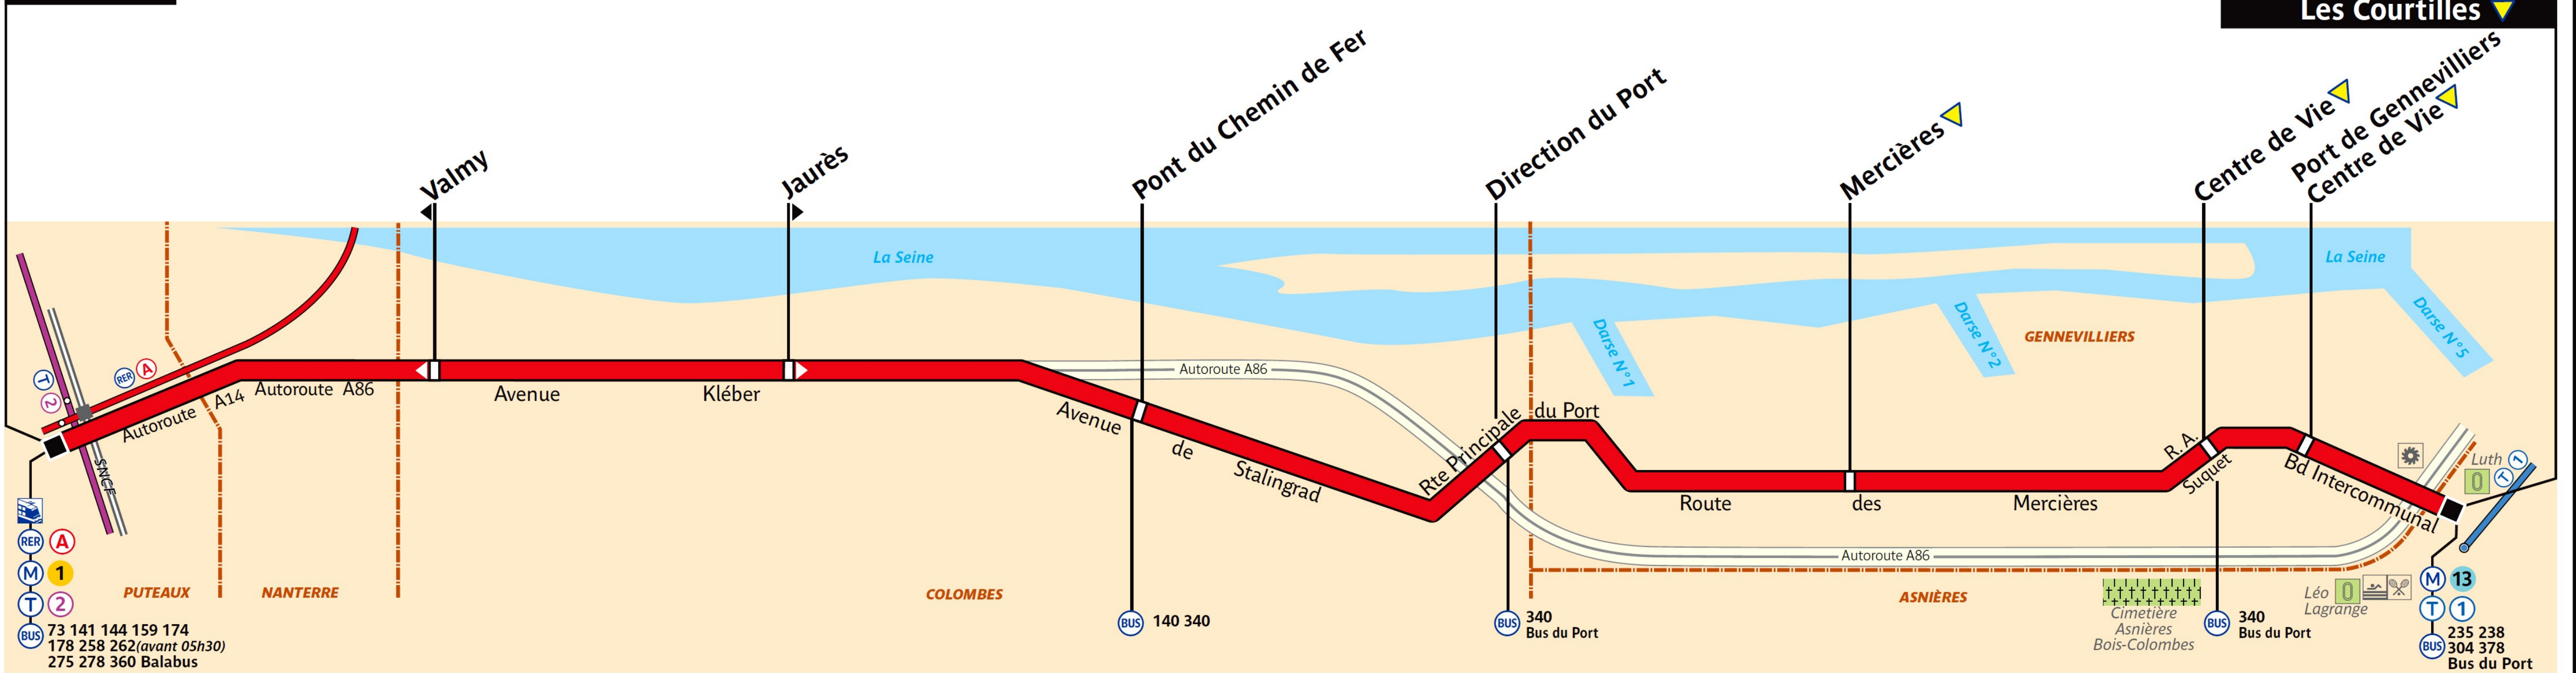 Les Courtilles
Valmy
Jaurès
Pont du Chemin de Fer
Direction du Port
Mercières
Centre de Vie
Port de Gennevilliers
Centre de Vie
La Seine
La Seine
Darse N°1
Darse N°2
Darse N°5
GENNEVILLIERS
T 2
RER A
SNCF
Autoroute A14
Autoroute A86
Avenue Kléber
Autoroute A86
Avenue de Stalingrad
Rte Principale du Port
Route des Mercières
R. A. Suquet
Bd Intercommunal
Luth
T 1
Autoroute A86
PUTEAUX
NANTERRE
COLOMBES
ASNIÈRES
RER A
M 1
T 2
BUS 73 141 144 159 174
178 258 262(avant 05h30)
275 278 360 Balabus
BUS 140 340
BUS 340
Bus du Port
Cimetière
Asnières
Bois-Colombes
BUS 340
Bus du Port
Léo
Lagrange
M 13
T 1
BUS 235 238
304 378
Bus du Port